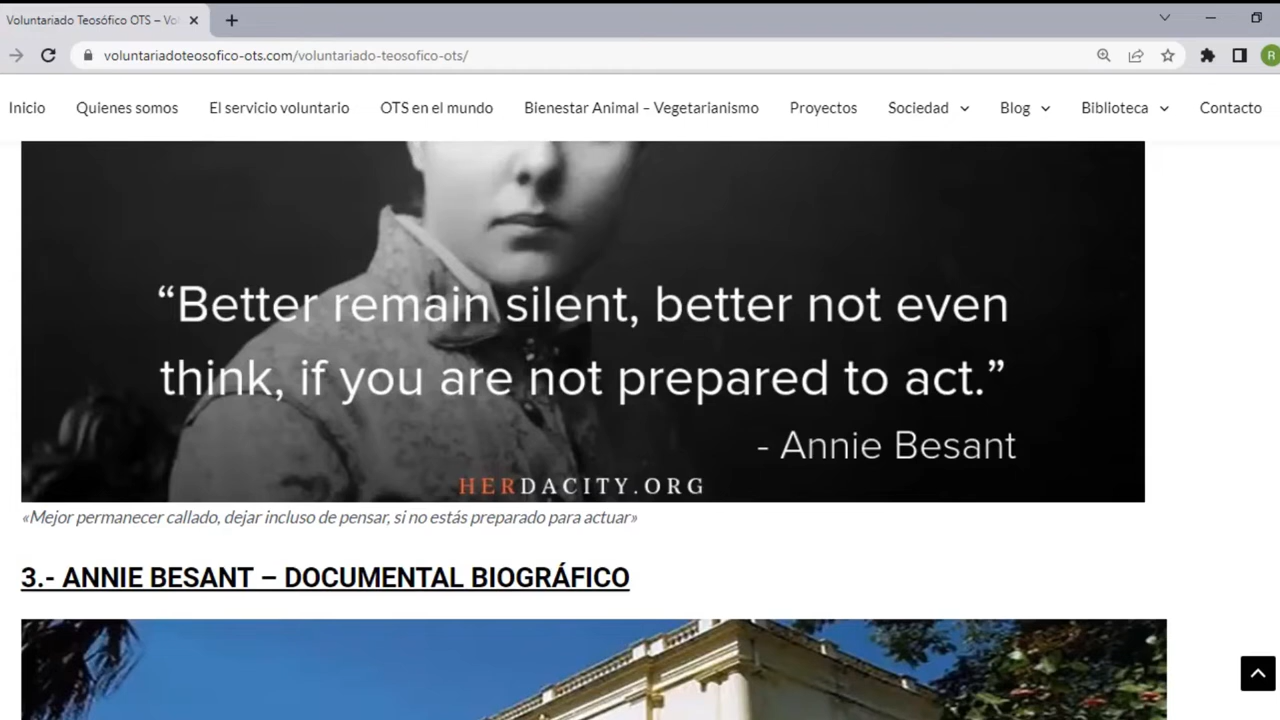 Voluntariado Teosófico OTS – Vo
voluntariadoteosofico-ots.com/voluntariado-teosofico-ots/
R
Inicio
Quienes somos
El servicio voluntario
OTS en el mundo
Bienestar Animal – Vegetarianismo
Proyectos
Sociedad
Blog
Biblioteca
Contacto
“Better remain silent, better not even
think, if you are not prepared to act.”
- Annie Besant
HERDACITY.ORG
«Mejor permanecer callado, dejar incluso de pensar, si no estás preparado para actuar»
3.- ANNIE BESANT – DOCUMENTAL BIOGRÁFICO